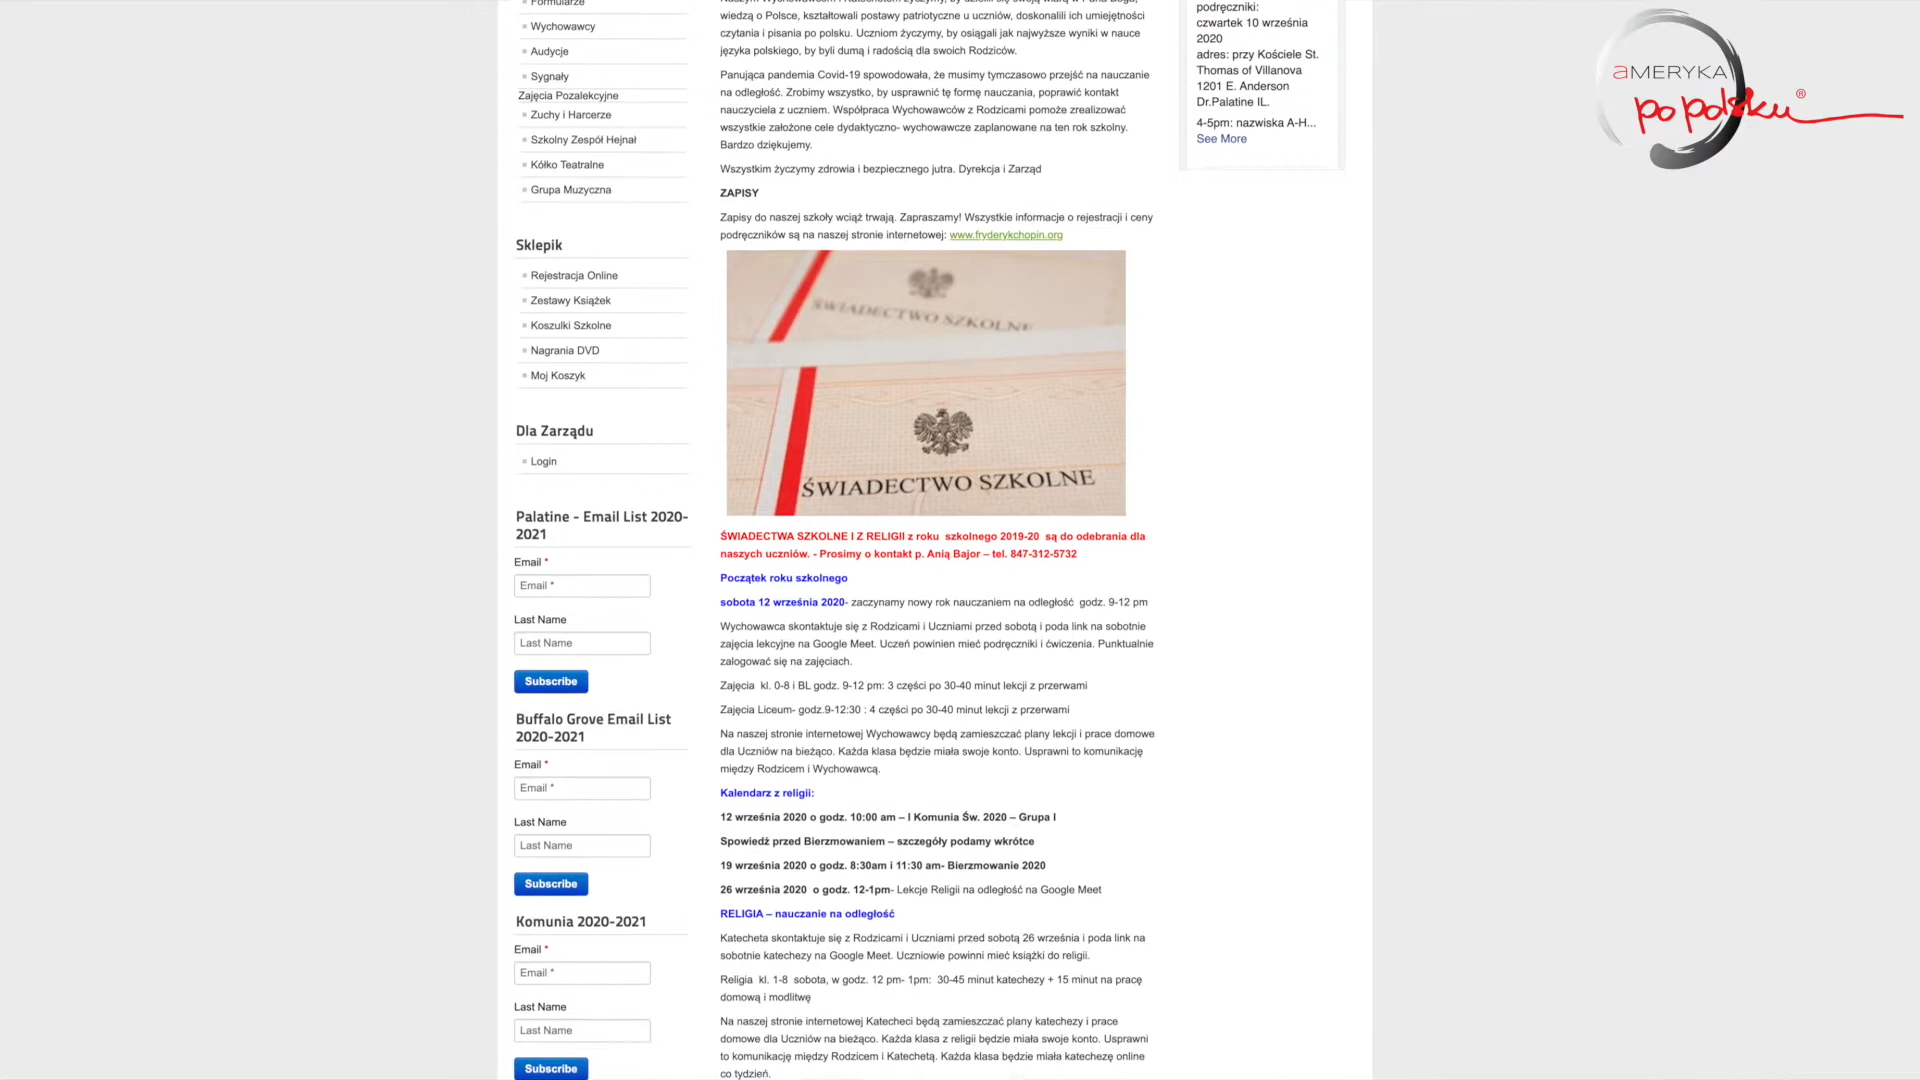 Formularze
Wychowawcy
Audycje
Sygnały
Zajęcia Pozalekcyjne
Zuchy i Harcerze
Szkolny Zespół Hejnał
Kółko Teatralne
Grupa Muzyczna
Sklepik
Rejestracja Online
Zestawy Książek
Koszulki Szkolne
Nagrania DVD
Moj Koszyk
Dla Zarządu
Login
Palatine - Email List 2020-
2021
Email *
Email *
Last Name
Last Name
Subscribe
Buffalo Grove Email List
2020-2021
Email *
Email *
Last Name
Last Name
Subscribe
Komunia 2020-2021
Email *
Email *
Last Name
Last Name
Subscribe
wiedzą o Polsce, kształtowali postawy patriotyczne u uczniów, doskonalili ich umiejętności
czytania i pisania po polsku. Uczniom życzymy, by osiągali jak najwyższe wyniki w nauce
języka polskiego, by byli dumą i radością dla swoich Rodziców.
Panująca pandemia Covid-19 spowodowała, że musimy tymczasowo przejść na nauczanie
na odległość. Zrobimy wszystko, by usprawnić tę formę nauczania, poprawić kontakt
nauczyciela z uczniem. Współpraca Wychowawców z Rodzicami pomoże zrealizować
wszystkie założone cele dydaktyczno- wychowawcze zaplanowane na ten rok szkolny.
Bardzo dziękujemy.
Wszystkim życzymy zdrowia i bezpiecznego jutra. Dyrekcja i Zarząd
ZAPISY
Zapisy do naszej szkoły wciąż trwają. Zapraszamy! Wszystkie informacje o rejestracji i ceny
podręczników są na naszej stronie internetowej: www.fryderykchopin.org
ŚWIADECTWO SZKOLNE
ŚWIADECTWO SZKOLNE
ŚWIADECTWA SZKOLNE I Z RELIGII z roku szkolnego 2019-20 są do odebrania dla
naszych uczniów. - Prosimy o kontakt p. Anią Bajor – tel. 847-312-5732
Początek roku szkolnego
sobota 12 września 2020- zaczynamy nowy rok nauczaniem na odległość godz. 9-12 pm
Wychowawca skontaktuje się z Rodzicami i Uczniami przed sobotą i poda link na sobotnie
zajęcia lekcyjne na Google Meet. Uczeń powinien mieć podręczniki i ćwiczenia. Punktualnie
zalogować się na zajęciach.
Zajęcia kl. 0-8 i BL godz. 9-12 pm: 3 części po 30-40 minut lekcji z przerwami
Zajęcia Liceum- godz.9-12:30 : 4 części po 30-40 minut lekcji z przerwami
Na naszej stronie internetowej Wychowawcy będą zamieszczać plany lekcji i prace domowe
dla Uczniów na bieżąco. Każda klasa będzie miała swoje konto. Usprawni to komunikację
między Rodzicem i Wychowawcą.
Kalendarz z religii:
12 września 2020 o godz. 10:00 am – I Komunia Św. 2020 – Grupa I
Spowiedź przed Bierzmowaniem – szczegóły podamy wkrótce
19 września 2020 o godz. 8:30am i 11:30 am- Bierzmowanie 2020
26 września 2020 o godz. 12-1pm- Lekcje Religii na odległość na Google Meet
RELIGIA – nauczanie na odległość
Katecheta skontaktuje się z Rodzicami i Uczniami przed sobotą 26 września i poda link na
sobotnie katechezy na Google Meet. Uczniowie powinni mieć książki do religii.
Religia kl. 1-8 sobota, w godz. 12 pm- 1pm: 30-45 minut katechezy + 15 minut na pracę
domową i modlitwę
Na naszej stronie internetowej Katecheci będą zamieszczać plany katechezy i prace
domowe dla Uczniów na bieżąco. Każda klasa z religii będzie miała swoje konto. Usprawni
to komunikację między Rodzicem i Katechetą. Każda klasa będzie miała katechezę online
co tydzień.
podręczniki:
czwartek 10 września
2020
adres: przy Kościele St.
Thomas of Villanova
1201 E. Anderson
Dr.Palatine IL.
4-5pm: nazwiska A-H...
See More
aMERYKA
po polsku ®